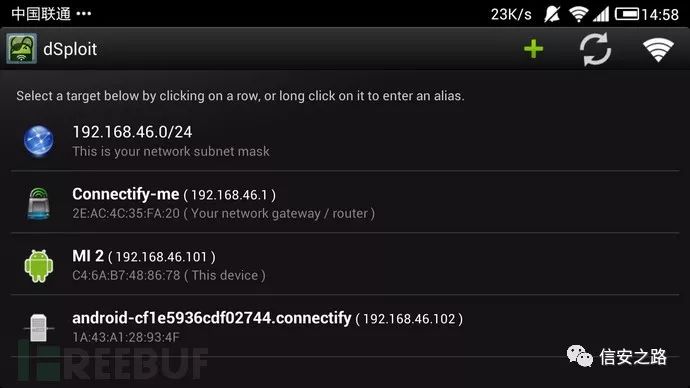 中国联通 23K/s 14:58
dSploit
Select a target below by clicking on a row, or long click on it to enter an alias.
192.168.46.0/24
This is your network subnet mask
Connectify-me ( 192.168.46.1 )
2E:AC:4C:35:FA:20 ( Your network gateway / router )
MI 2 ( 192.168.46.101 )
C4:6A:B7:48:86:78 ( This device )
android-cf1e5936cdf02744.connectify ( 192.168.46.102 )
1A:43:A1:28:93:4F
FREEBUF
信安之路